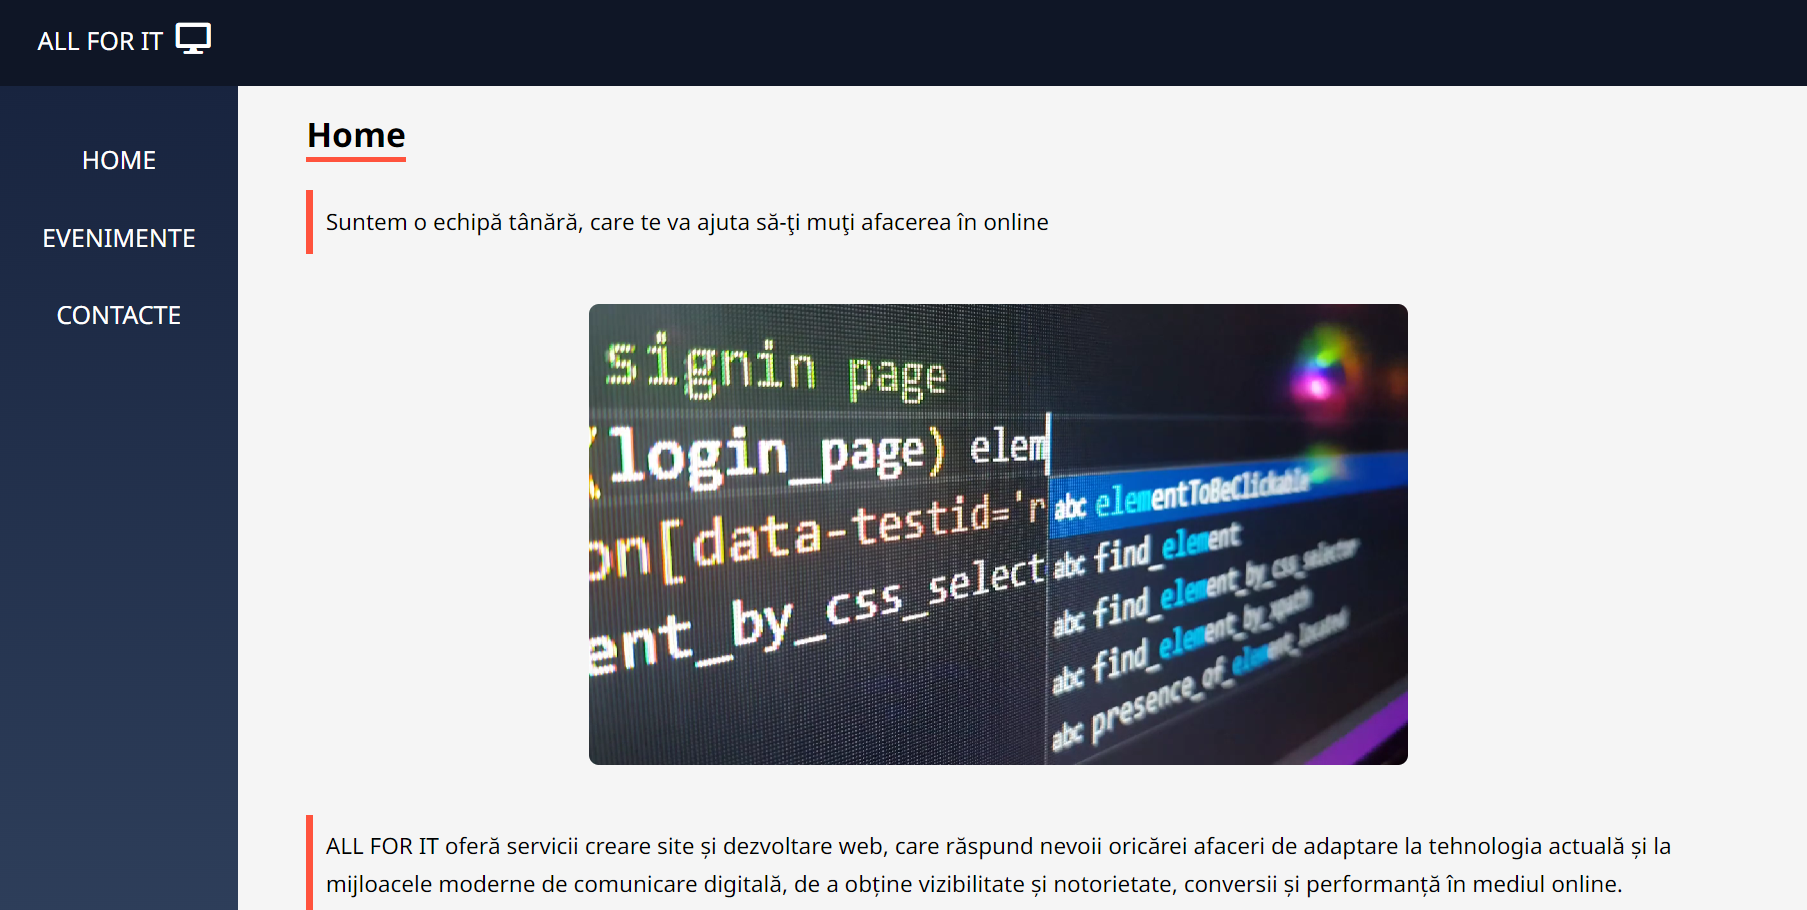 ALL FOR IT
HOME
EVENIMENTE
CONTACTE
Home
Suntem o echipă tânără, care te va ajuta să-ţi muţi afacerea în online
signin page
(login_page) elem
on[data-testid='r
ent_by_css_select
abc elementToBeClickable
abc find_element
abc find_element_by_css_selector
abc find_element_by_xpath
abc presence_of_element_located
ALL FOR IT oferă servicii creare site și dezvoltare web, care răspund nevoii oricărei afaceri de adaptare la tehnologia actuală și la
mijloacele moderne de comunicare digitală, de a obține vizibilitate și notorietate, conversii și performanță în mediul online.